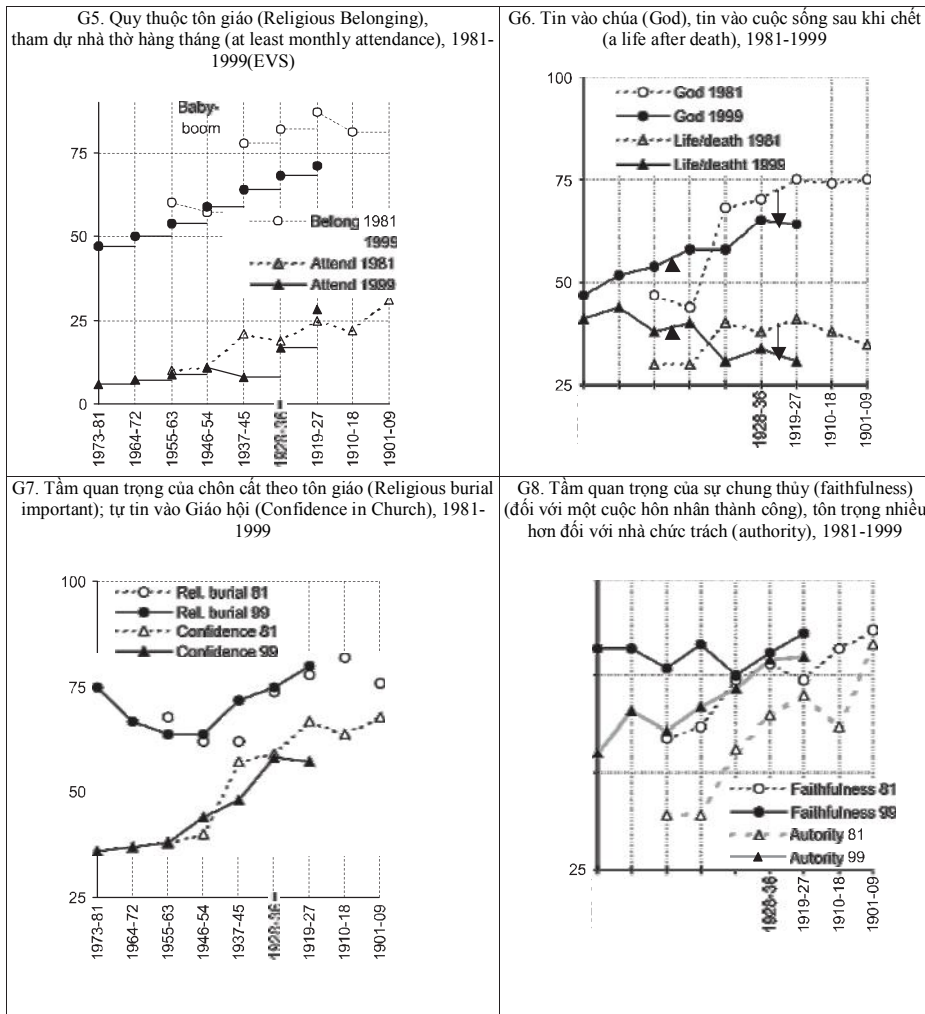 G5. Quy thuộc tôn giáo (Religious Belonging),
tham dự nhà thờ hàng tháng (at least monthly attendance), 1981-
1999(EVS)
Baby-
boom
75
50
25
0
Belong 1981
1999
Attend 1981
Attend 1999
1973-81
1964-72
1955-63
1946-54
1937-45
1928-36
1919-27
1910-18
1901-09
G6. Tin vào chúa (God), tin vào cuộc sống sau khi chết
(a life after death), 1981-1999
100
75
50
25
God 1981
God 1999
Life/death 1981
Life/deatht 1999
1928-36
1919-27
1910-18
1901-09
G7. Tầm quan trọng của chôn cất theo tôn giáo (Religious burial
important); tự tin vào Giáo hội (Confidence in Church), 1981-
1999
100
75
50
25
Rel. burial 81
Rel. burial 99
Confidence 81
Confidence 99
1973-81
1964-72
1955-63
1946-54
1937-45
1928-36
1919-27
1910-18
1901-09
G8. Tầm quan trọng của sự chung thủy (faithfulness)
(đối với một cuộc hôn nhân thành công), tôn trọng nhiều
hơn đối với nhà chức trách (authority), 1981-1999
25
Faithfulness 81
Faithfulness 99
Autority 81
Autority 99
1928-36
1919-27
1910-18
1901-09